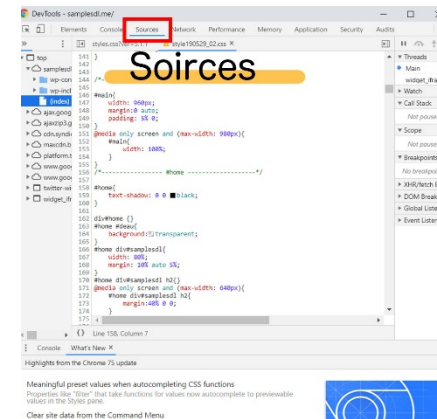 DevTools - samplesdl.me/
Elements Console Sources Network Performance Memory Application Security Audits
style190529_02.css ×
top
Threads
samplesdl
Main
wp-con
widget_ifra
wp-incl
Watch
(index)
Call Stack
ajax.goog
Not pause
ajaxzip3.g
Scope
cdn.syndi
Not pause
maxcdn.b
Breakpoints
platform.t
No breakpoi
www.goo
XHR/fetch B
www.goo
DOM Break
twitter-wi
Global Liste
widget_if
Event Listen
Soirces
141 }
142
143
144 /*-
145
146 #main{
147 width: 960px;
148 margin:0 auto;
149 padding: 5% 0;
150 }
151 @media only screen and (max-width: 980px){
152 #main{
153 width: 100%;
154 }
155 }
156 /*---------------- #home ----------------*/
157
158 #home{
159 text-shadow: 0 0 black;
160 }
161
162 div#home {}
163 #home #deau{
164 background: transparent;
165 }
166 #home div#samplesdl{
167 width: 80%;
168 margin: 10% auto 5%;
169 }
170 #home div#samplesdl h2{}
171 @media only screen and (max-width: 640px){
172 #home div#samplesdl h2{
173 margin:40% 0 0;
174 }
175
{} Line 158, Column 7
Console What's New ×
Highlights from the Chrome 75 update
Meaningful preset values when autocompleting CSS functions
Properties like "filter" that take functions for values now autocomplete to previewable
values in the Styles pane.
Clear site data from the Command Menu